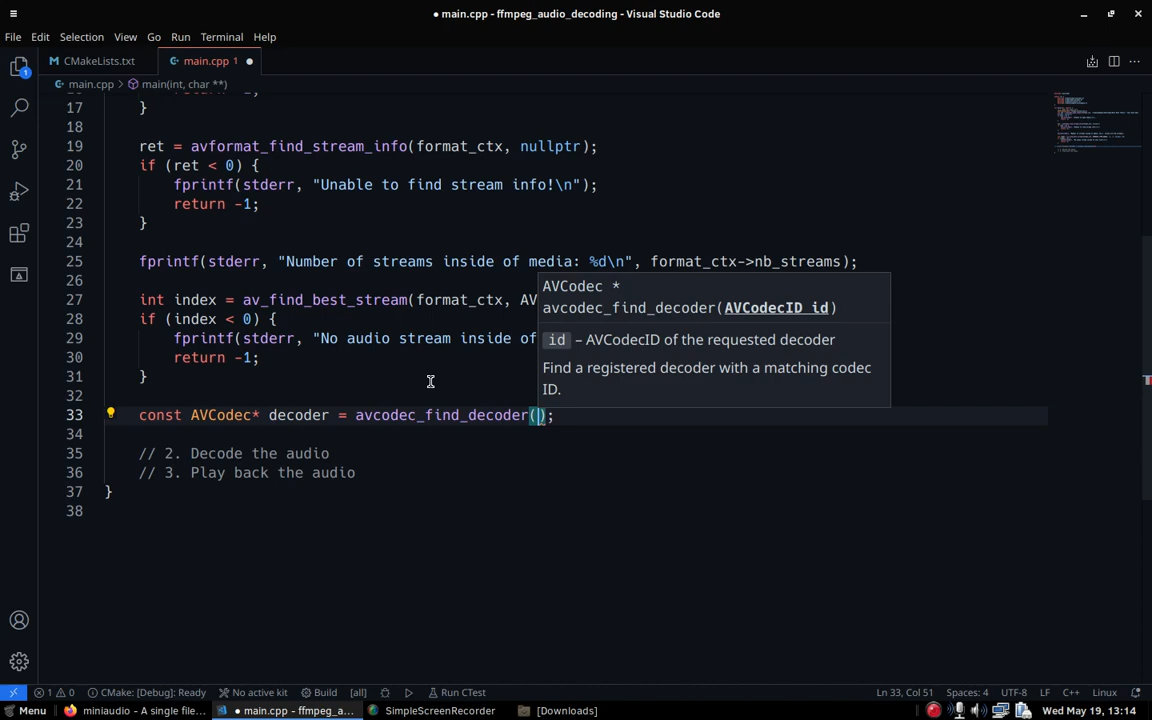 ● main.cpp - ffmpeg_audio_decoding - Visual Studio Code
File Edit Selection View Go Run Terminal Help
CMakeLists.txt main.cpp 1 ●
main.cpp > main(int, char **)
17 }
18
19 ret = avformat_find_stream_info(format_ctx, nullptr);
20 if (ret < 0) {
21 fprintf(stderr, "Unable to find stream info!\n");
22 return -1;
23 }
24
25 fprintf(stderr, "Number of streams inside of media: %d\n", format_ctx->nb_streams);
26
27 int index = av_find_best_stream(format_ctx, AV
28 if (index < 0) {
29 fprintf(stderr, "No audio stream inside of
30 return -1;
31 }
32
33 const AVCodec* decoder = avcodec_find_decoder();
34
35 // 2. Decode the audio
36 // 3. Play back the audio
37 }
38
AVCodec *
avcodec_find_decoder(AVCodecID id)
id – AVCodecID of the requested decoder
Find a registered decoder with a matching codec
ID.
1
1 0 CMake: [Debug]: Ready No active kit Build [all] Run CTest Ln 33, Col 51 Spaces: 4 UTF-8 LF C++ Linux
Menu miniaudio - A single file... ● main.cpp - ffmpeg_a... SimpleScreenRecorder [Downloads] Wed May 19, 13:14